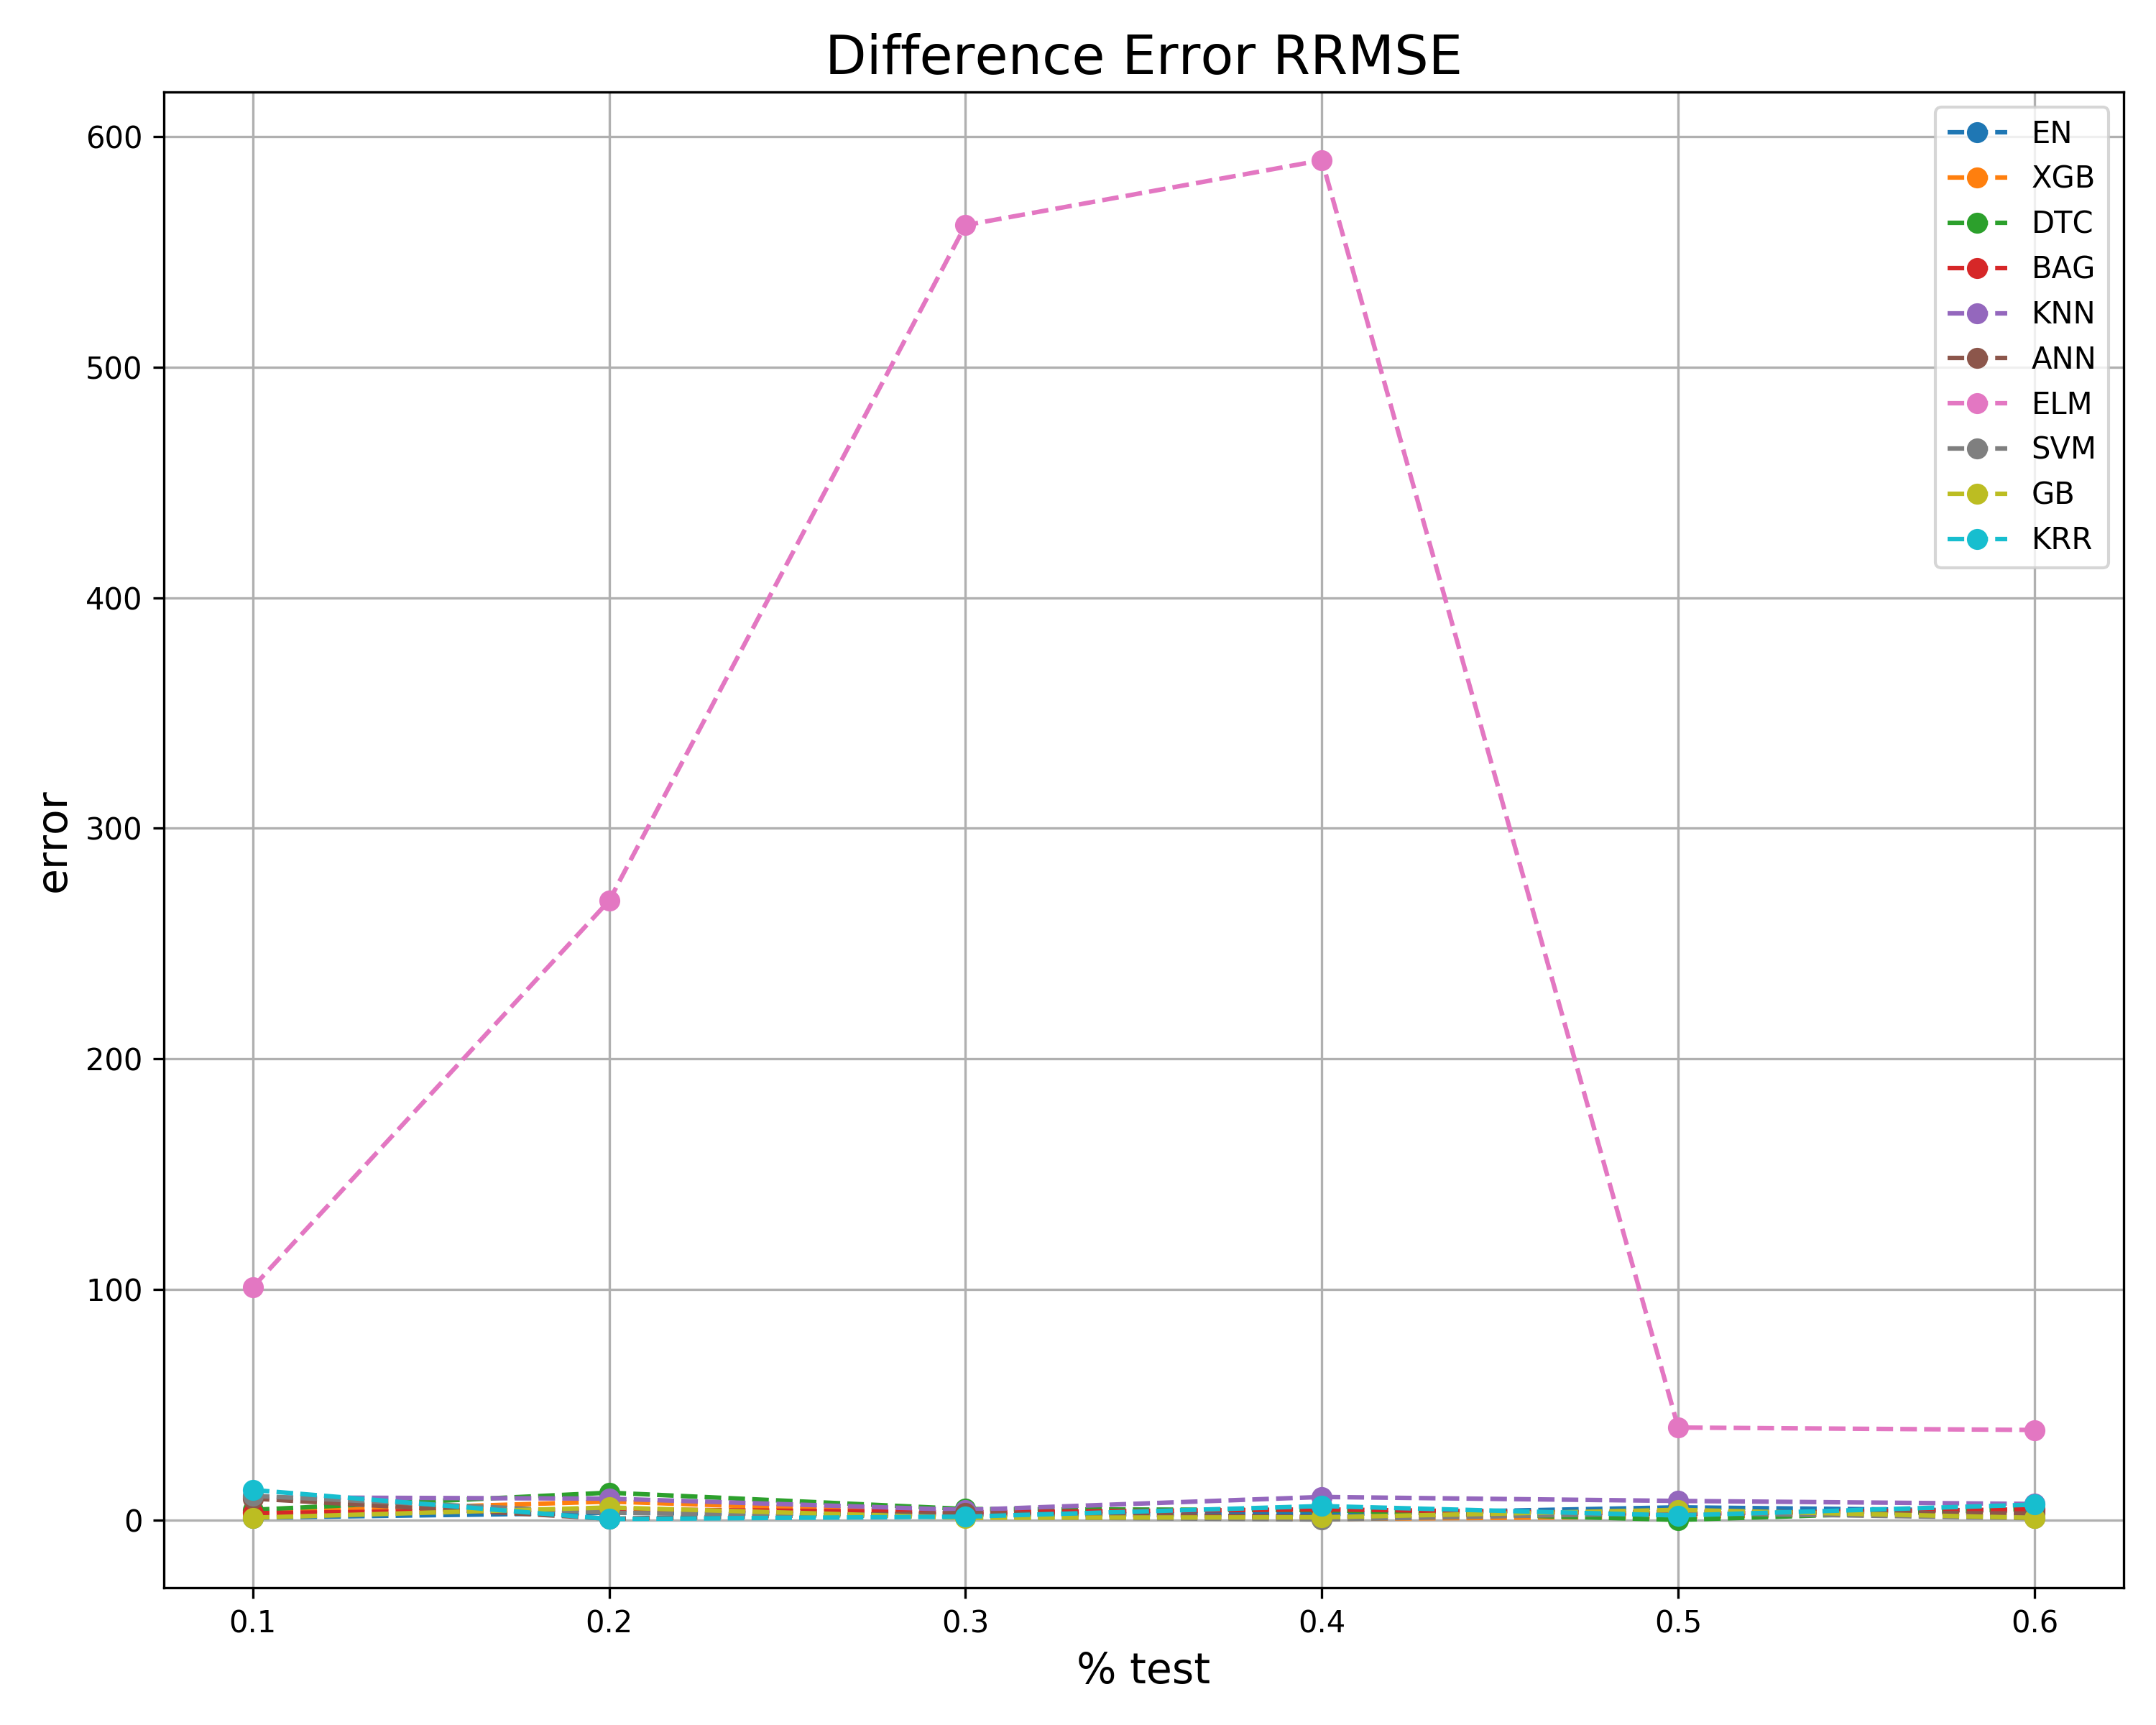 Difference Error RRMSE
600
500
400
300
200
100
0
error
0.1
0.2
0.3
0.4
0.5
0.6
% test
EN
XGB
DTC
BAG
KNN
ANN
ELM
SVM
GB
KRR